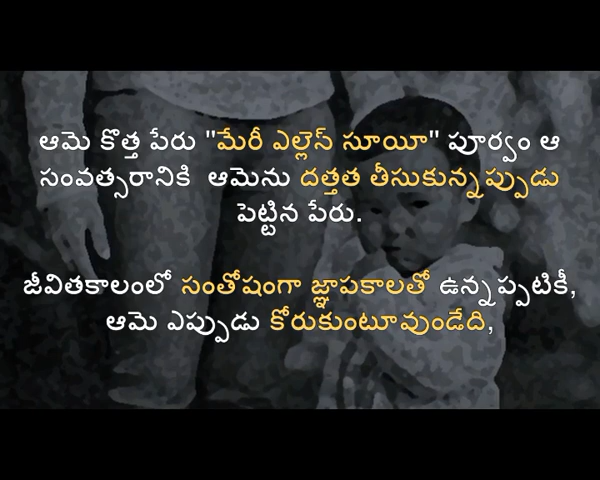 ఆమె కొత్త పేరు "మేరీ ఎల్లెన్ సూయీ" పూర్వం ఆ
సంవత్సరానికి ఆమెను దత్తత తీసుకున్నప్పుడు
పెట్టిన పేరు.
జీవితకాలంలో సంతోషంగా జ్ఞాపకాలతో ఉన్నప్పటికీ,
ఆమె ఎప్పుడు కోరుకుంటూవుండేది,